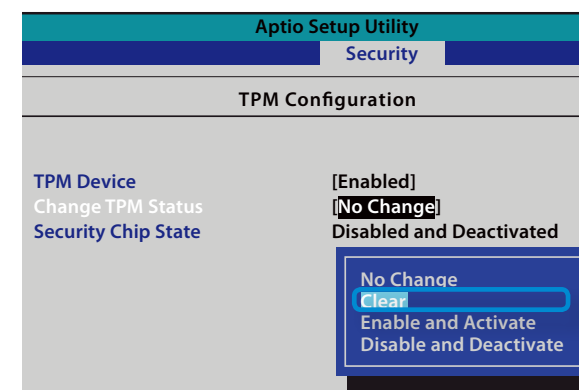 Aptio Setup Utility
Security
TPM Configuration
TPM Device [Enabled]
Change TPM Status [No Change]
Security Chip State Disabled and Deactivated
No Change
Clear
Enable and Activate
Disable and Deactivate